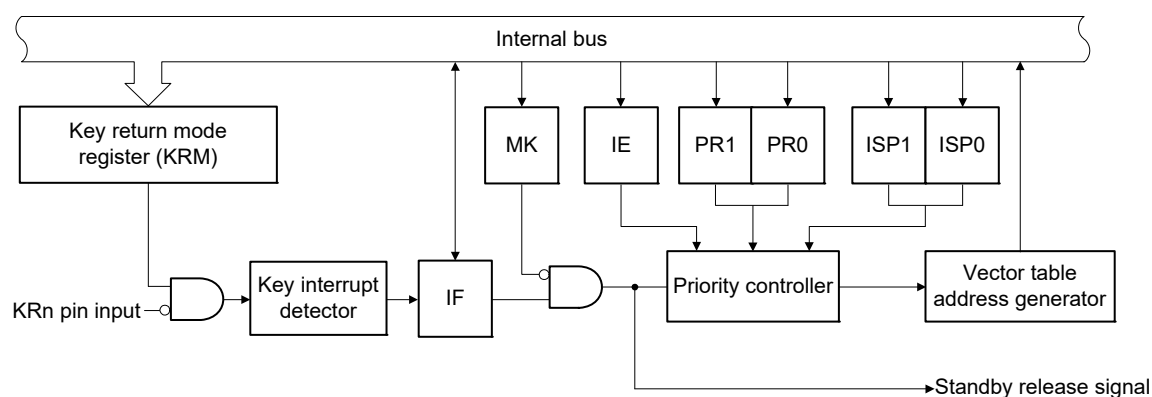 Internal bus
Key return mode
register (KRM)
MK
IE
PR1
PR0
ISP1
ISP0
KRn pin input
Key interrupt
detector
IF
Priority controller
Vector table
address generator
Standby release signal